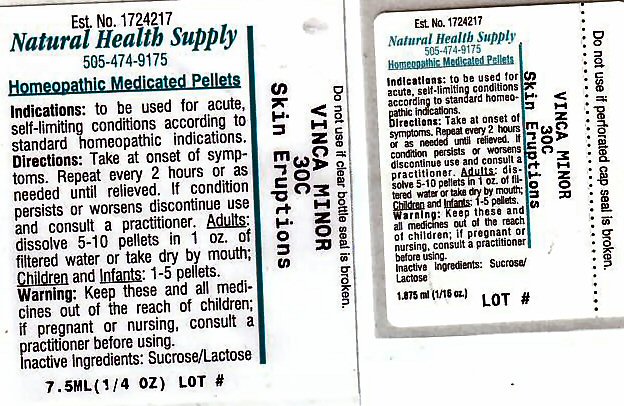 Est. No. 1724217
Natural Health Supply
505-474-9175
Homeopathic Medicated Pellets
Indications: to be used for acute,
self-limiting conditions according to
standard homeopathic indications.
Directions: Take at onset of symp-
toms. Repeat every 2 hours or as
needed until relieved. If condition
persists or worsens discontinue use
and consult a practitioner. Adults:
dissolve 5-10 pellets in 1 oz. of
filtered water or take dry by mouth;
Children and Infants: 1-5 pellets.
Warning: Keep these and all medi-
cines out of the reach of children;
if pregnant or nursing, consult a
practitioner before using.
Inactive Ingredients: Sucrose/Lactose
7.5ML(1/4 OZ) LOT #
Do not use if clear bottle seal is broken.
VINCA MINOR
30C
Skin Eruptions
Est. No. 1724217
Natural Health Supply
505-474-9175
Homeopathic Medicated Pellets
Indications: to be used for
acute, self-limiting conditions
according to standard homeo-
pathic indications.
Directions: Take at onset of
symptoms. Repeat every 2 hours
or as needed until relieved. If
condition persists or worsens
discontinue use and consult a
practitioner. Adults: dis-
solve 5-10 pellets in 1 oz. of fil-
tered water or take dry by mouth;
Children and Infants: 1-5 pellets.
Warning: Keep these and
all medicines out of the reach
of children; if pregnant or
nursing, consult a practitioner
before using.
Inactive Ingredients: Sucrose/
Lactose
1.875 ml (1/16 oz.) LOT #
VINCA MINOR
30C
Skin Eruptions
Do not use if perforated cap seal is broken.